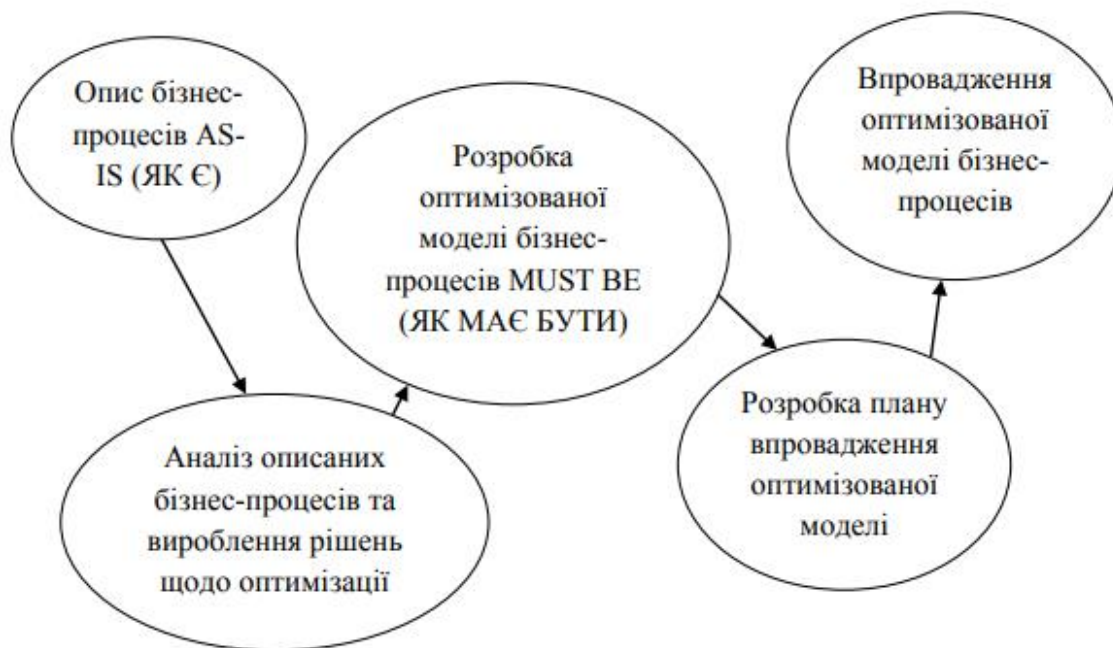 Опис бізнес-
процесів AS-
IS (ЯК Є)
Аналіз описаних
бізнес-процесів та
вироблення рішень
щодо оптимізації
Розробка
оптимізованої
моделі бізнес-
процесів MUST BE
(ЯК МАЄ БУТИ)
Розробка плану
впровадження
оптимізованої
моделі
Впровадження
оптимізованої
моделі бізнес-
процесів